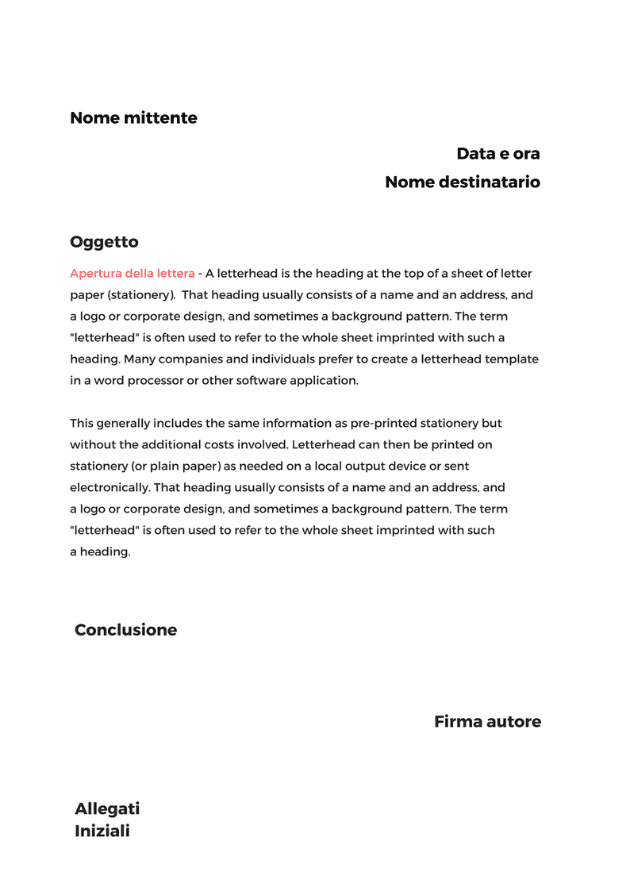 Nome mittente
Data e ora
Nome destinatario
Oggetto
Apertura della lettera - A letterhead is the heading at the top of a sheet of letter
paper (stationery).  That heading usually consists of a name and an address, and
a logo or corporate design, and sometimes a background pattern. The term
"letterhead" is often used to refer to the whole sheet imprinted with such a
heading. Many companies and individuals prefer to create a letterhead template
in a word processor or other software application.
This generally includes the same information as pre-printed stationery but
without the additional costs involved. Letterhead can then be printed on
stationery (or plain paper) as needed on a local output device or sent
electronically. That heading usually consists of a name and an address, and
a logo or corporate design, and sometimes a background pattern. The term
"letterhead" is often used to refer to the whole sheet imprinted with such
a heading.
Conclusione
Firma autore
Allegati
Iniziali